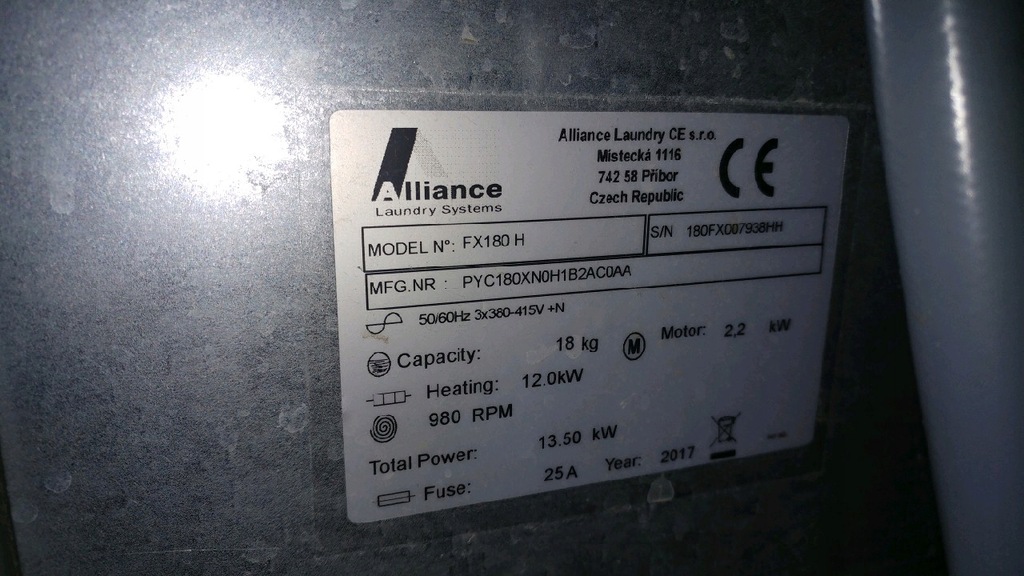 Alliance
Laundry Systems
Alliance Laundry CE s.r.o.
Místecká 1116
742 58 Příbor
Czech Republic
CE
MODEL N°: FX180 H
S/N 180FX007938HH
MFG.NR : PYC180XN0H1B2AC0AA
50/60Hz 3x380-415V +N
Capacity: 18 kg
M Motor: 2,2 kW
Heating: 12.0kW
980 RPM
Total Power: 13.50 kW
Fuse: 25A Year: 2017